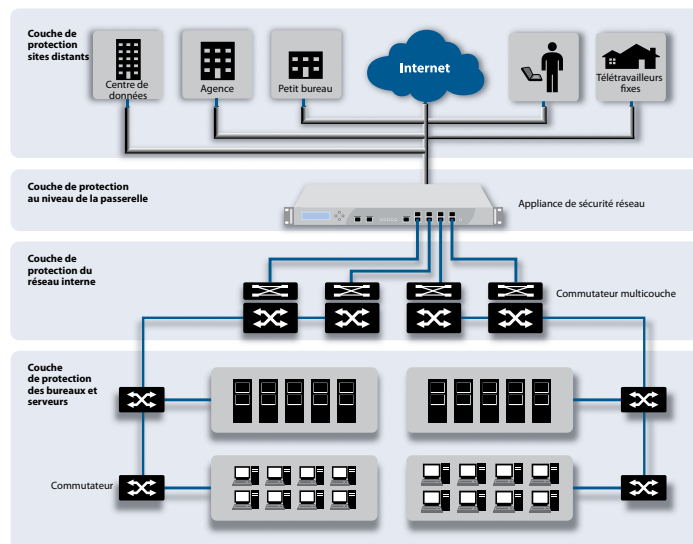 Couche de
protection
sites distants
Centre de
données
Agence
Petit bureau
Internet
Télétravailleurs
fixes
Couche de protection
au niveau de la passerelle
Appliance de sécurité réseau
Couche de
protection du
réseau interne
Commutateur multicouche
Couche
de protection
des bureaux et
serveurs
Commutateur